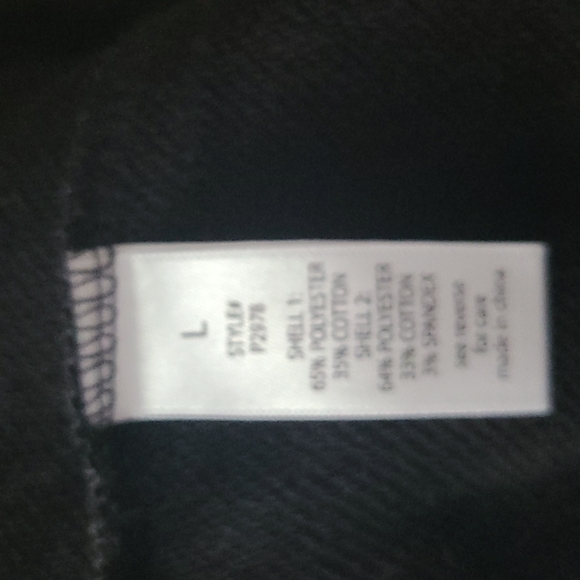 L
STYLE#
P2978
SHELL 1:
65% POLYESTER
35% COTTON
SHELL 2:
64% POLYESTER
33% COTTON
3% SPANDEX
see reverse
for care
made in china